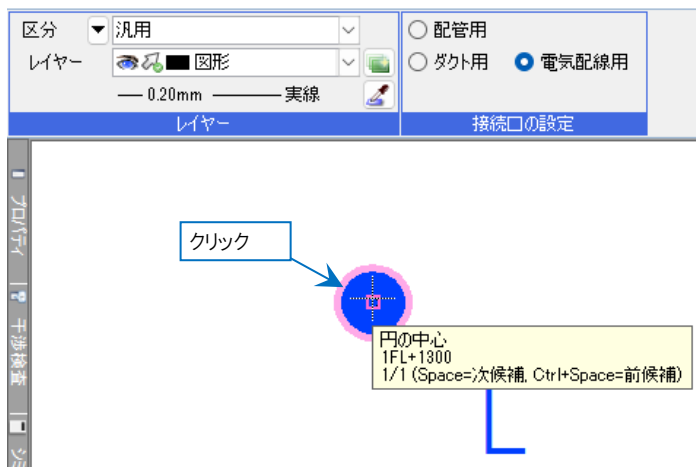 区分 汎用
レイヤー 図形
0.20mm 実線
レイヤー
配管用
ダクト用 電気配線用
接続口の設定
プロパティ
干渉検査
クリック
円の中心
1FL+1300
1/1 (Space=次候補, Ctrl+Space=前候補)